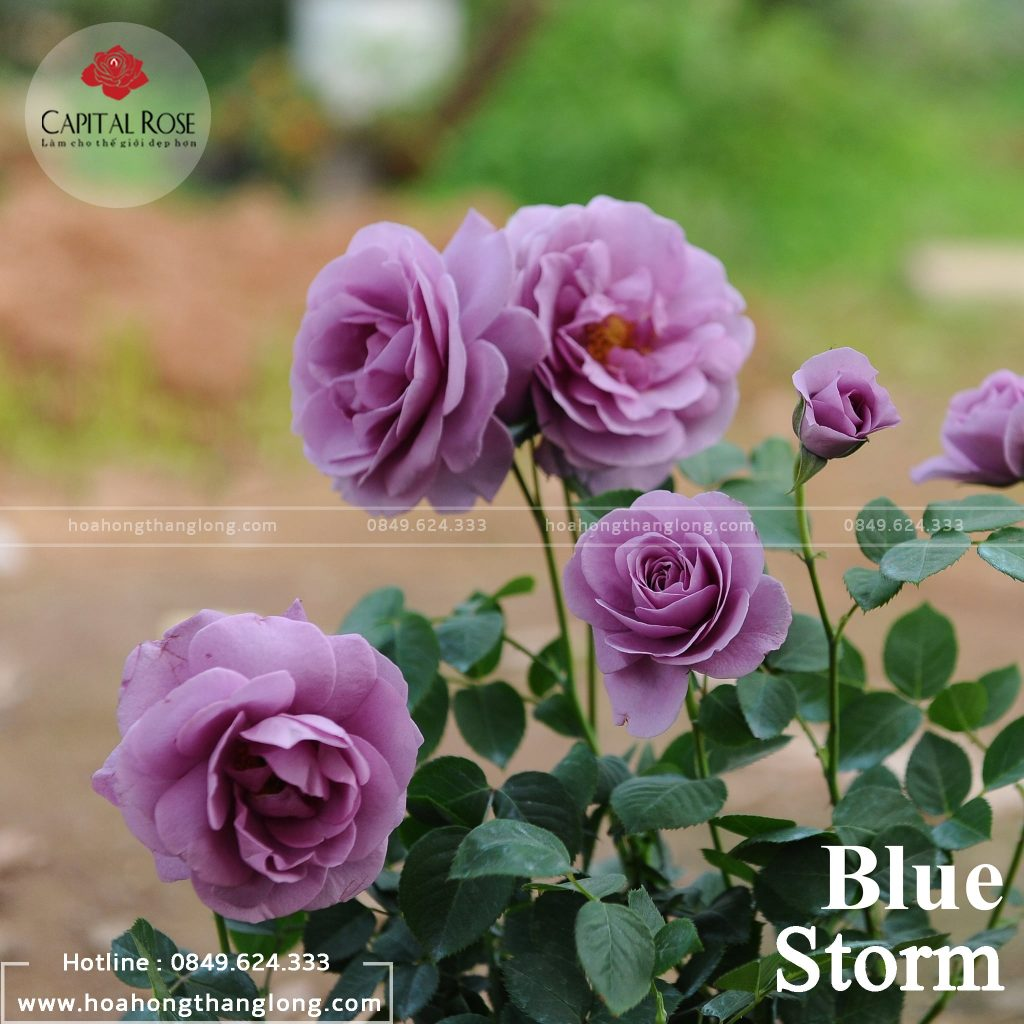 CAPITAL ROSE
Làm cho thế giới đẹp hơn
hoahongthanglong.com 0849.624.333 hoahongthanglong.com 0849.624.333
Blue
Storm
Hotline : 0849.624.333
www.hoahongthanglong.com